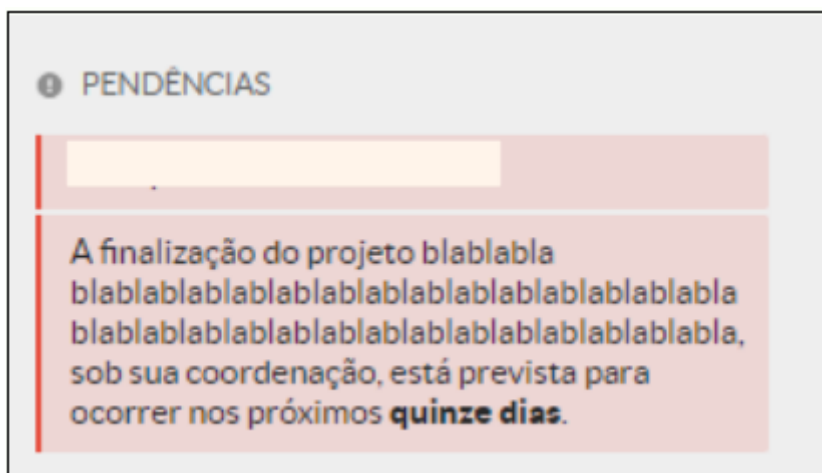 PENDÊNCIAS
A finalização do projeto blablabla
blablablablablablablablablablablablablabla
blablablablablablablablablablablablablabla,
sob sua coordenação, está prevista para
ocorrer nos próximos quinze dias.